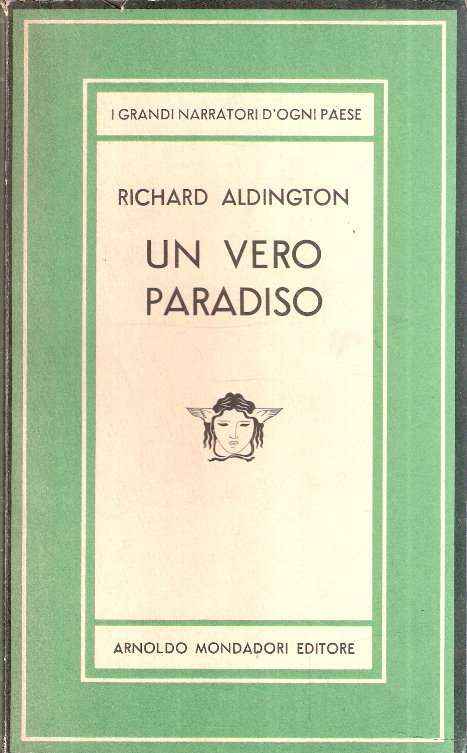 I GRANDI NARRATORI D'OGNI PAESE
RICHARD ALDINGTON
UN VERO
PARADISO
ARNOLDO MONDADORI EDITORE